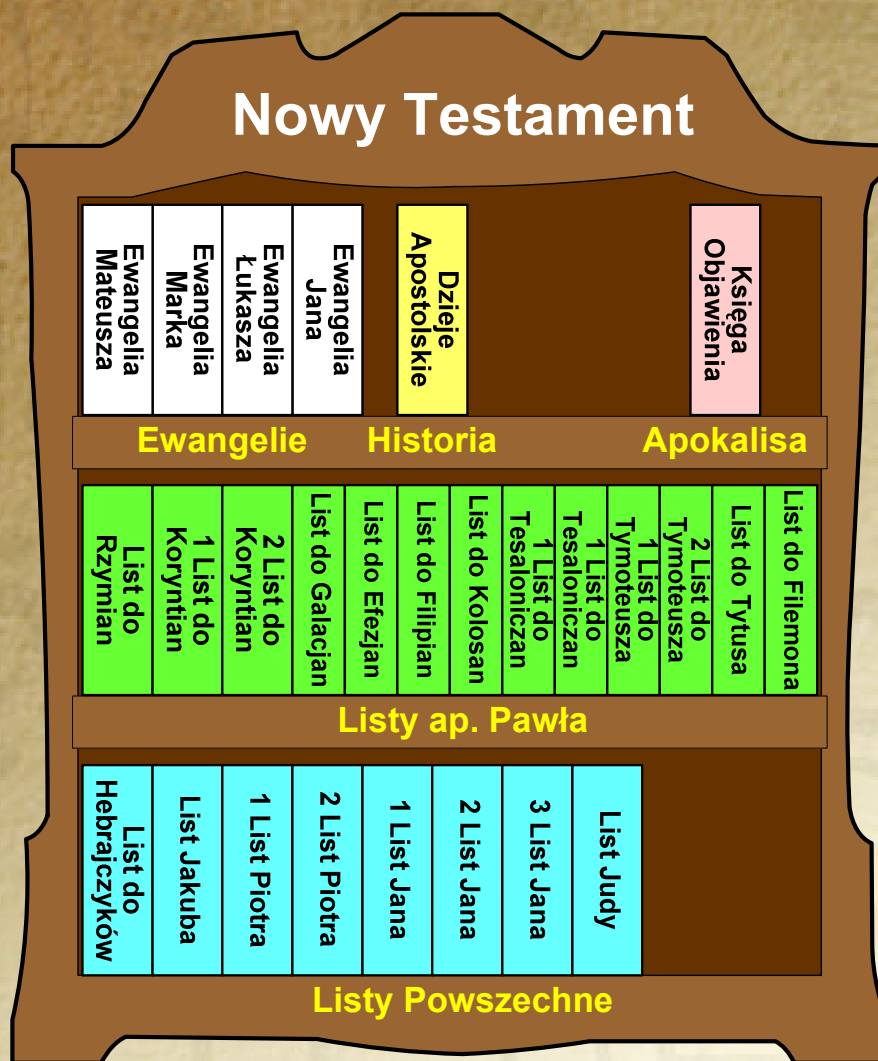 Nowy Testament
Ewangelia
Mateusza
Ewangelia
Marka
Ewangelia
Łukasza
Ewangelia
Jana
Dzieje
Apostolskie
Księga
Objawienia
Ewangelie
Historia
Apokalisa
List do
Rzymian
1 List do
Koryntian
2 List do
Koryntian
List do Galacjan
List do Efezjan
List do Filipian
List do Kolosan
1 List do
Tesaloniczan
1 List do
Tesaloniczan
1 List do
Tymoteusza
2 List do
Tymoteusza
List do Tytusa
List do Filemona
Listy ap. Pawła
List do
Hebrajczyków
List Jakuba
1 List Piotra
2 List Piotra
1 List Jana
2 List Jana
3 List Jana
List Judy
Listy Powszechne